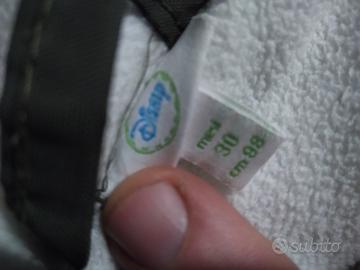 Disney
mesi
30
cm 98
subito